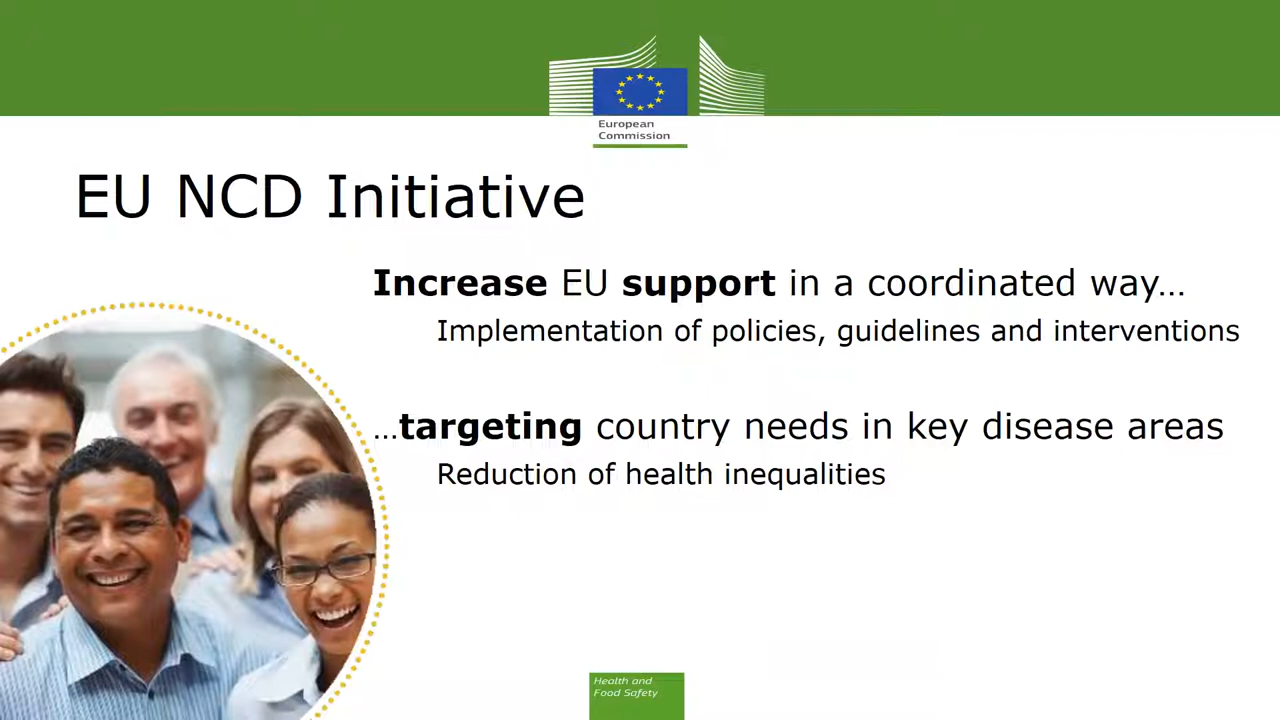 European
Commission
EU NCD Initiative
Increase EU support in a coordinated way…
Implementation of policies, guidelines and interventions
…targeting country needs in key disease areas
Reduction of health inequalities
Health and
Food Safety